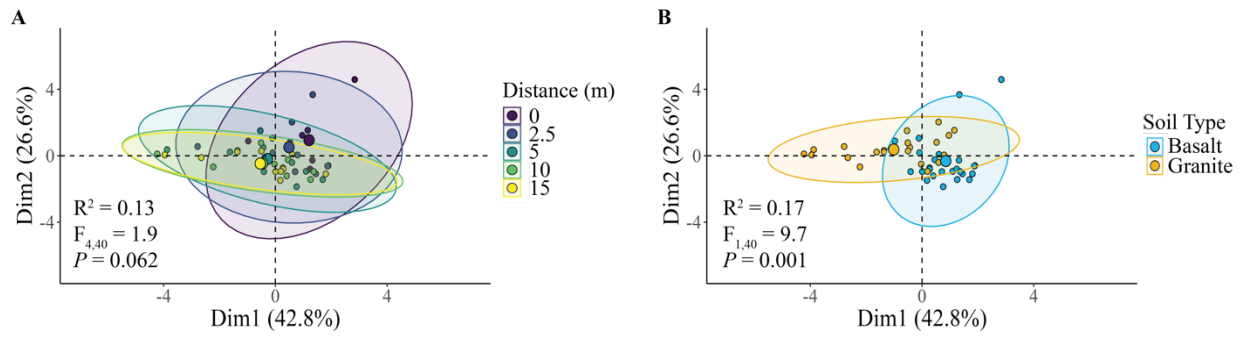 A
Dim2 (26.6%)
4
0
-4
R² = 0.13
F4,40 = 1.9
P = 0.062
-4
0
4
Dim1 (42.8%)
Distance (m)
0
2.5
5
10
15
B
Dim2 (26.6%)
4
0
-4
R² = 0.17
F1,40 = 9.7
P = 0.001
-4
0
4
Dim1 (42.8%)
Soil Type
Basalt
Granite